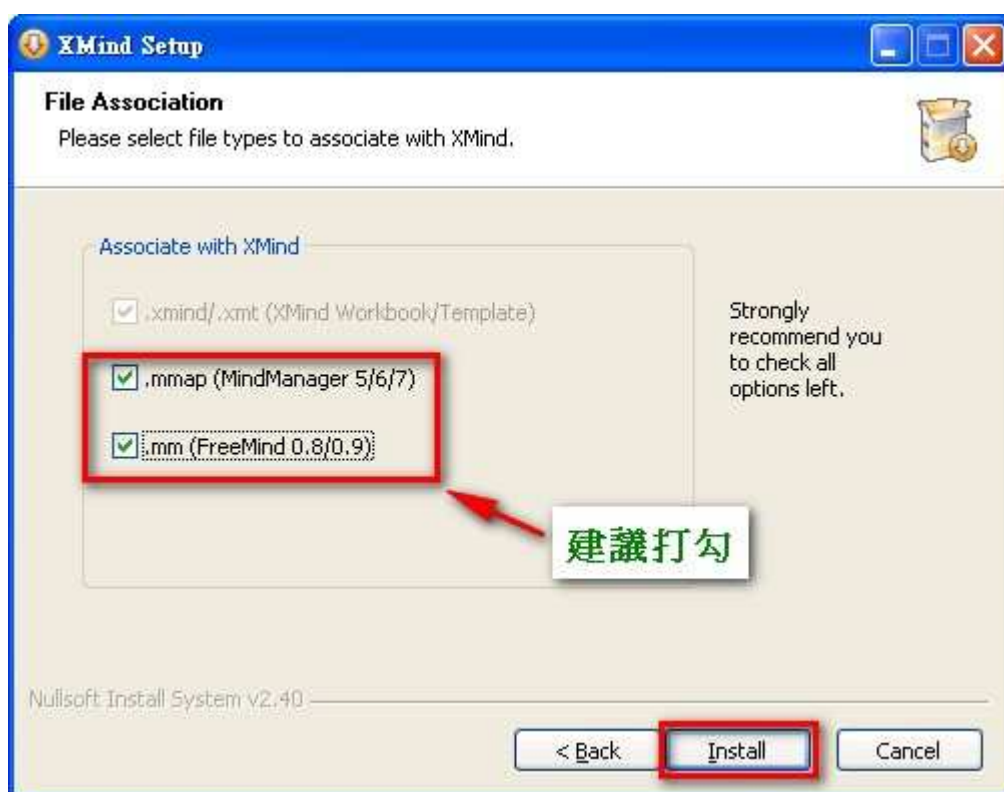 XMind Setup
File Association
Please select file types to associate with XMind.
Associate with XMind
.xmind/.xmt (XMind Workbook/Template)
.mmap (MindManager 5/6/7)
.mm (FreeMind 0.8/0.9)
Strongly
recommend you
to check all
options left.
建議打勾
Nullsoft Install System v2.40
< Back
Install
Cancel